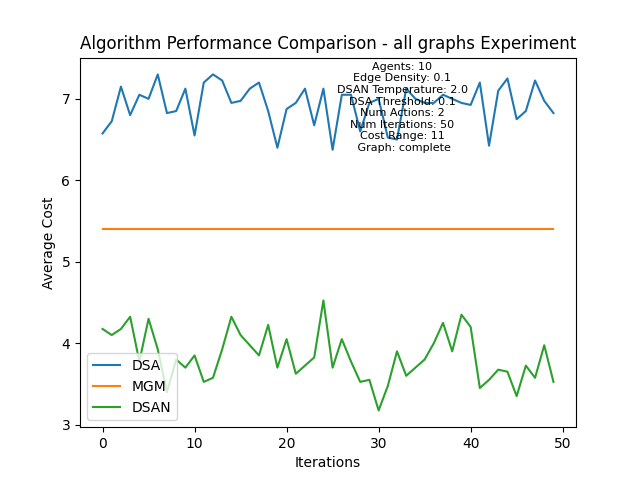 Algorithm Performance Comparison - all graphs Experiment
Agents: 10
Edge Density: 0.1
DSAN Temperature: 2.0
DSA Threshold: 0.1
Num Actions: 2
Num Iterations: 50
Cost Range: 11
Graph: complete
7
6
5
4
3
Average Cost
DSA
MGM
DSAN
0
10
20
30
40
50
Iterations